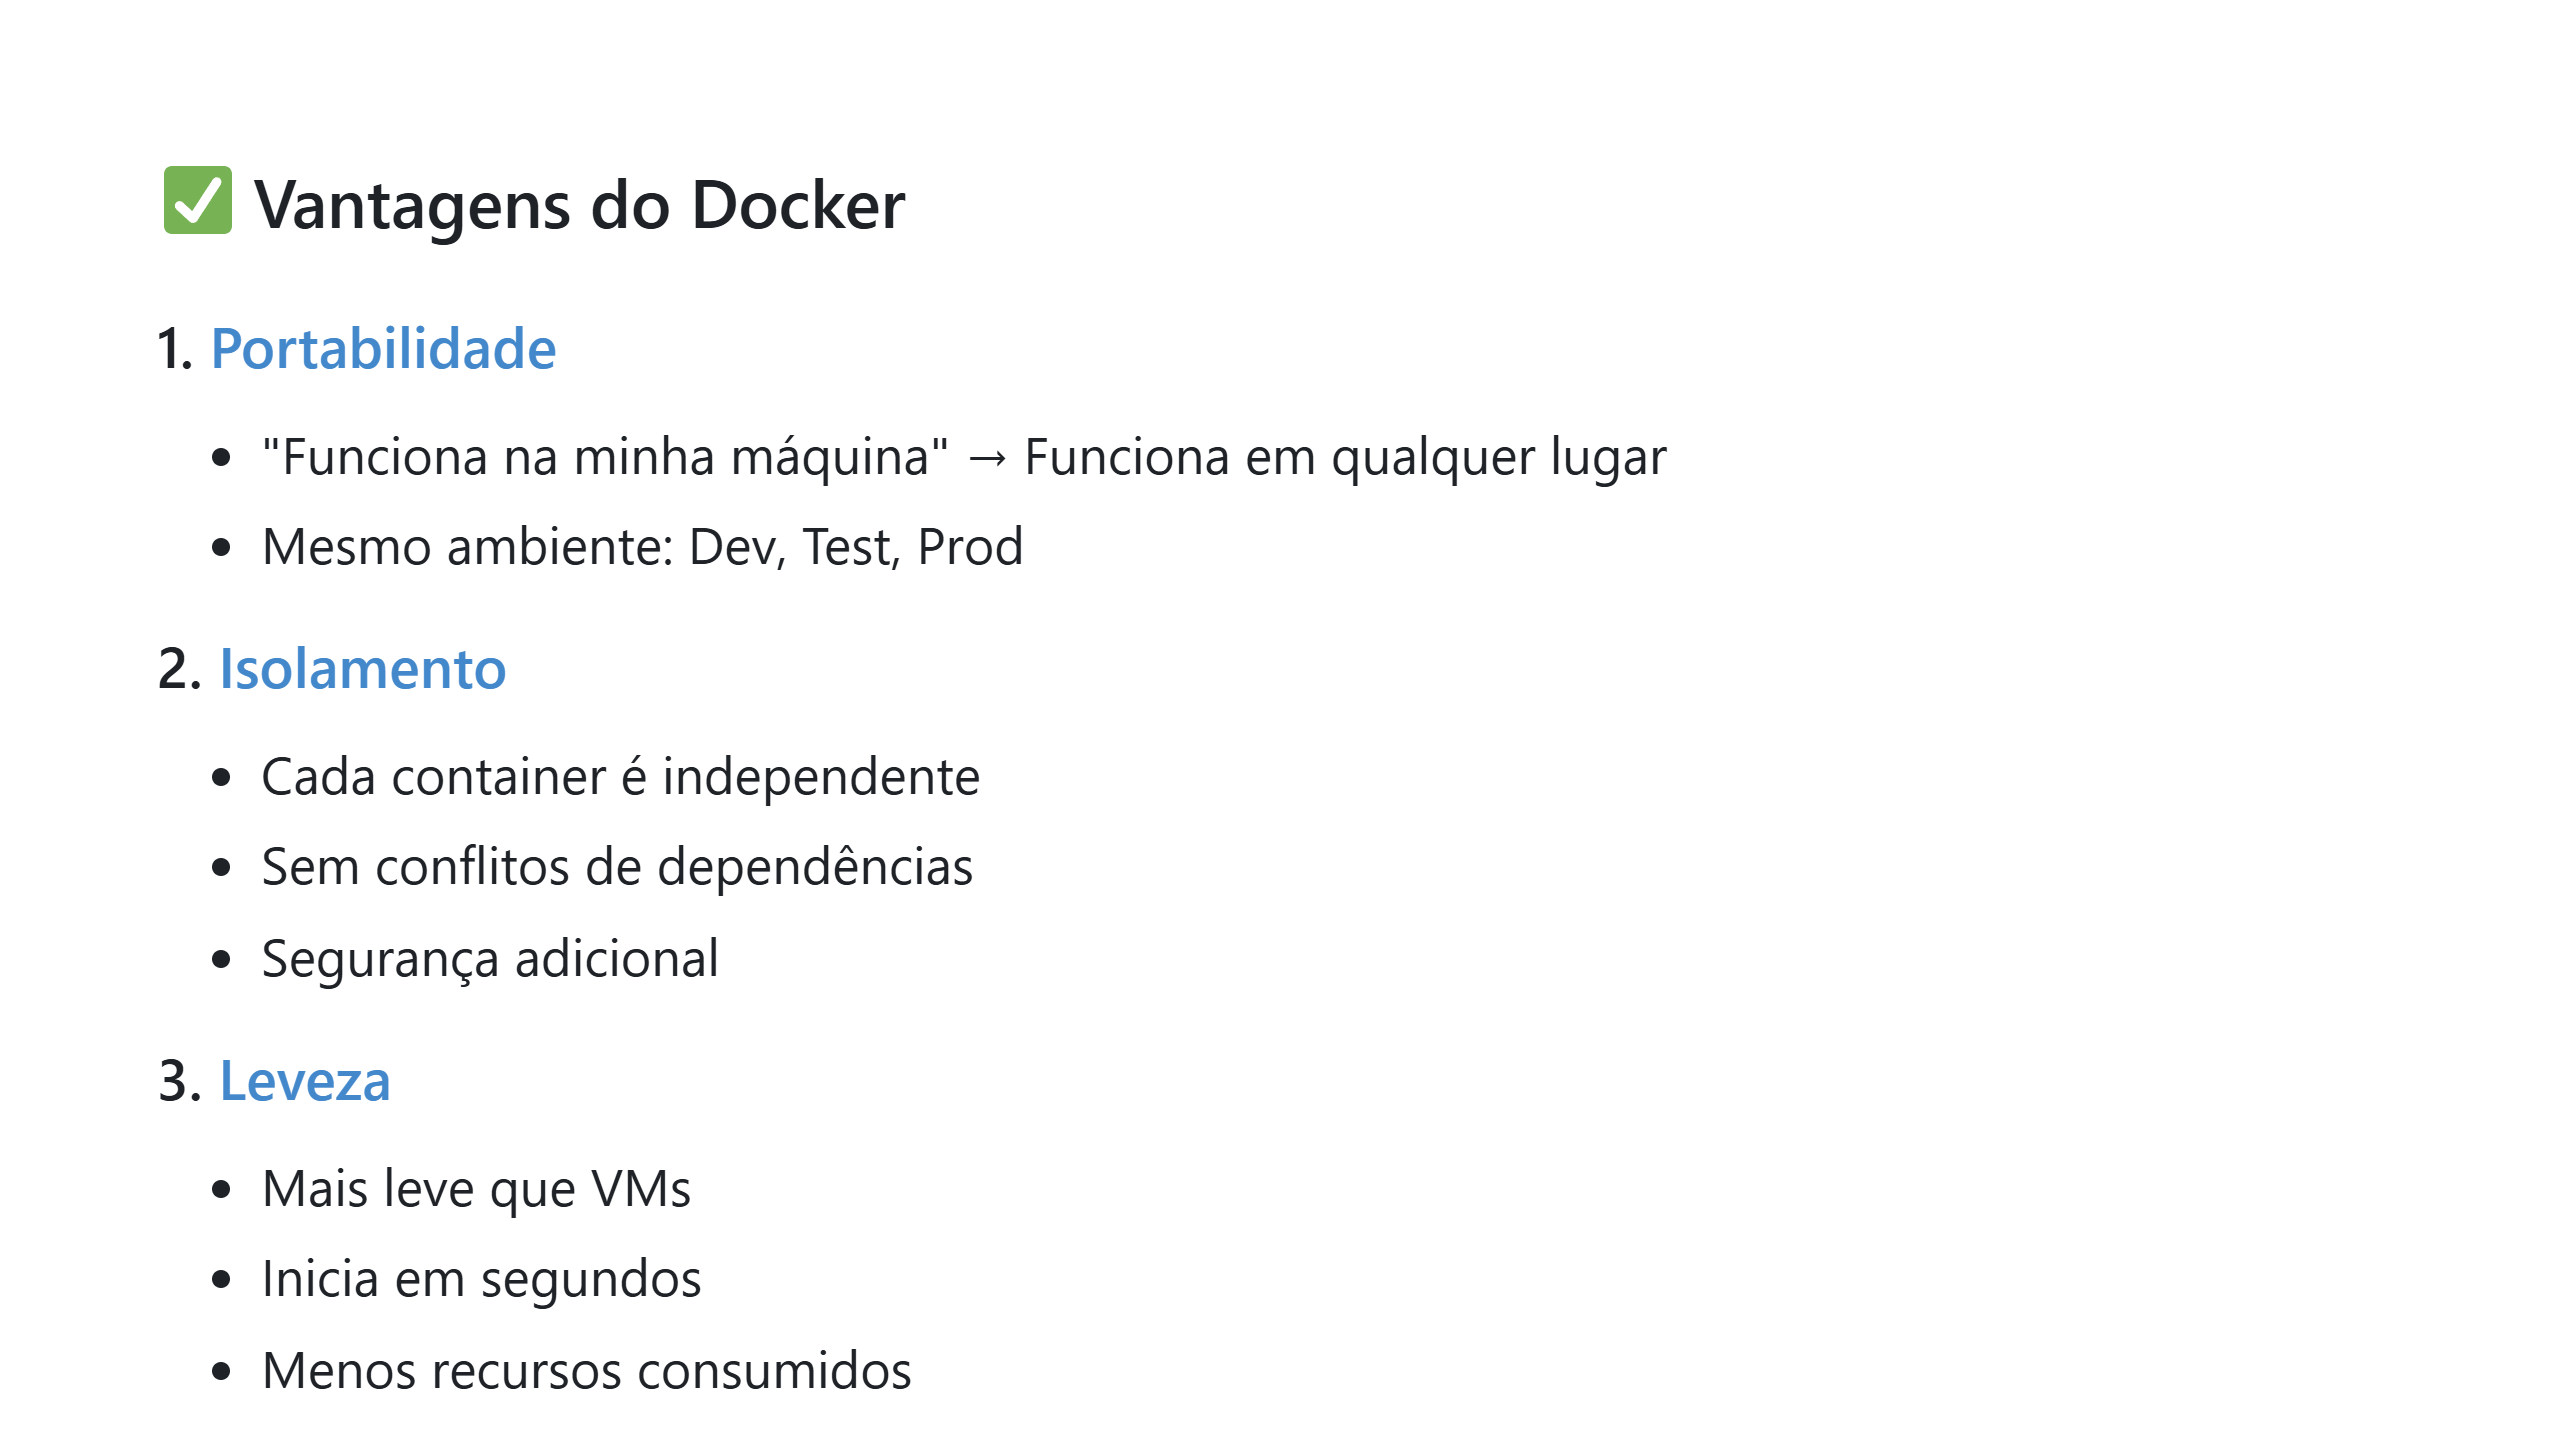 ✅ Vantagens do Docker
1. Portabilidade
• "Funciona na minha máquina" → Funciona em qualquer lugar
• Mesmo ambiente: Dev, Test, Prod
2. Isolamento
• Cada container é independente
• Sem conflitos de dependências
• Segurança adicional
3. Leveza
• Mais leve que VMs
• Inicia em segundos
• Menos recursos consumidos